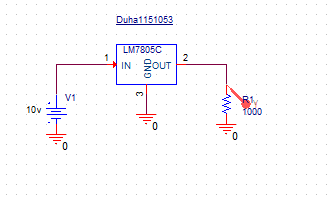 Duha1151053
LM7805C
1
IN
OUT
2
GND
3
V1
10v
R1
1000
0
0
0